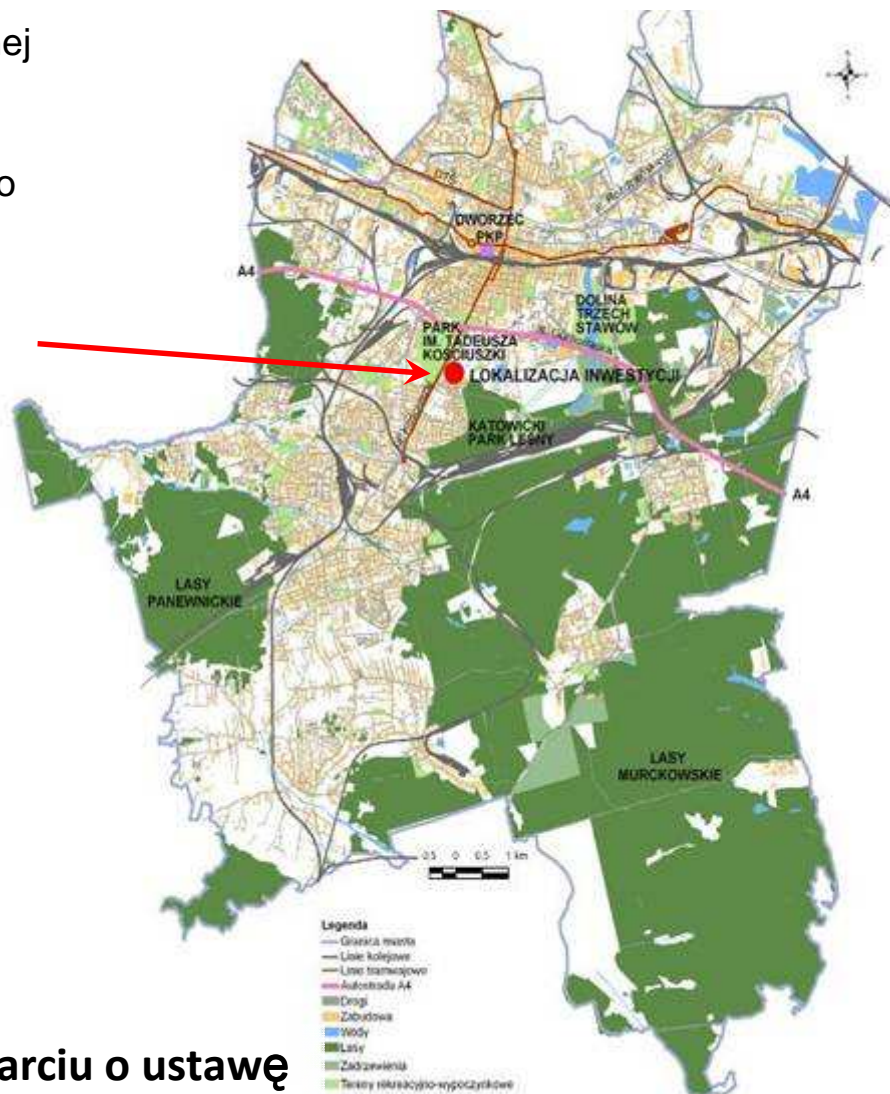 ej
o
DWORZEC
PKP
A4
DOLINA
TRZECH
STAWÓW
PARK
IM. TADEUSZA
KOŚCIUSZKI
LOKALIZACJA INWESTYCJI
KATOWICKI
PARK LEŚNY
A4
LASY
PANEWNICKIE
LASY
MURCKOWSKIE
0.5 0 0.5 1 km
Legenda
Granica miasta
Linie kolejowe
Linie tramwajowe
Autostrada A4
Drogi
Zabudowa
Wody
Lasy
Zadrzewienia
Tereny rekreacyjno-wypoczynkowe
arciu o ustawę